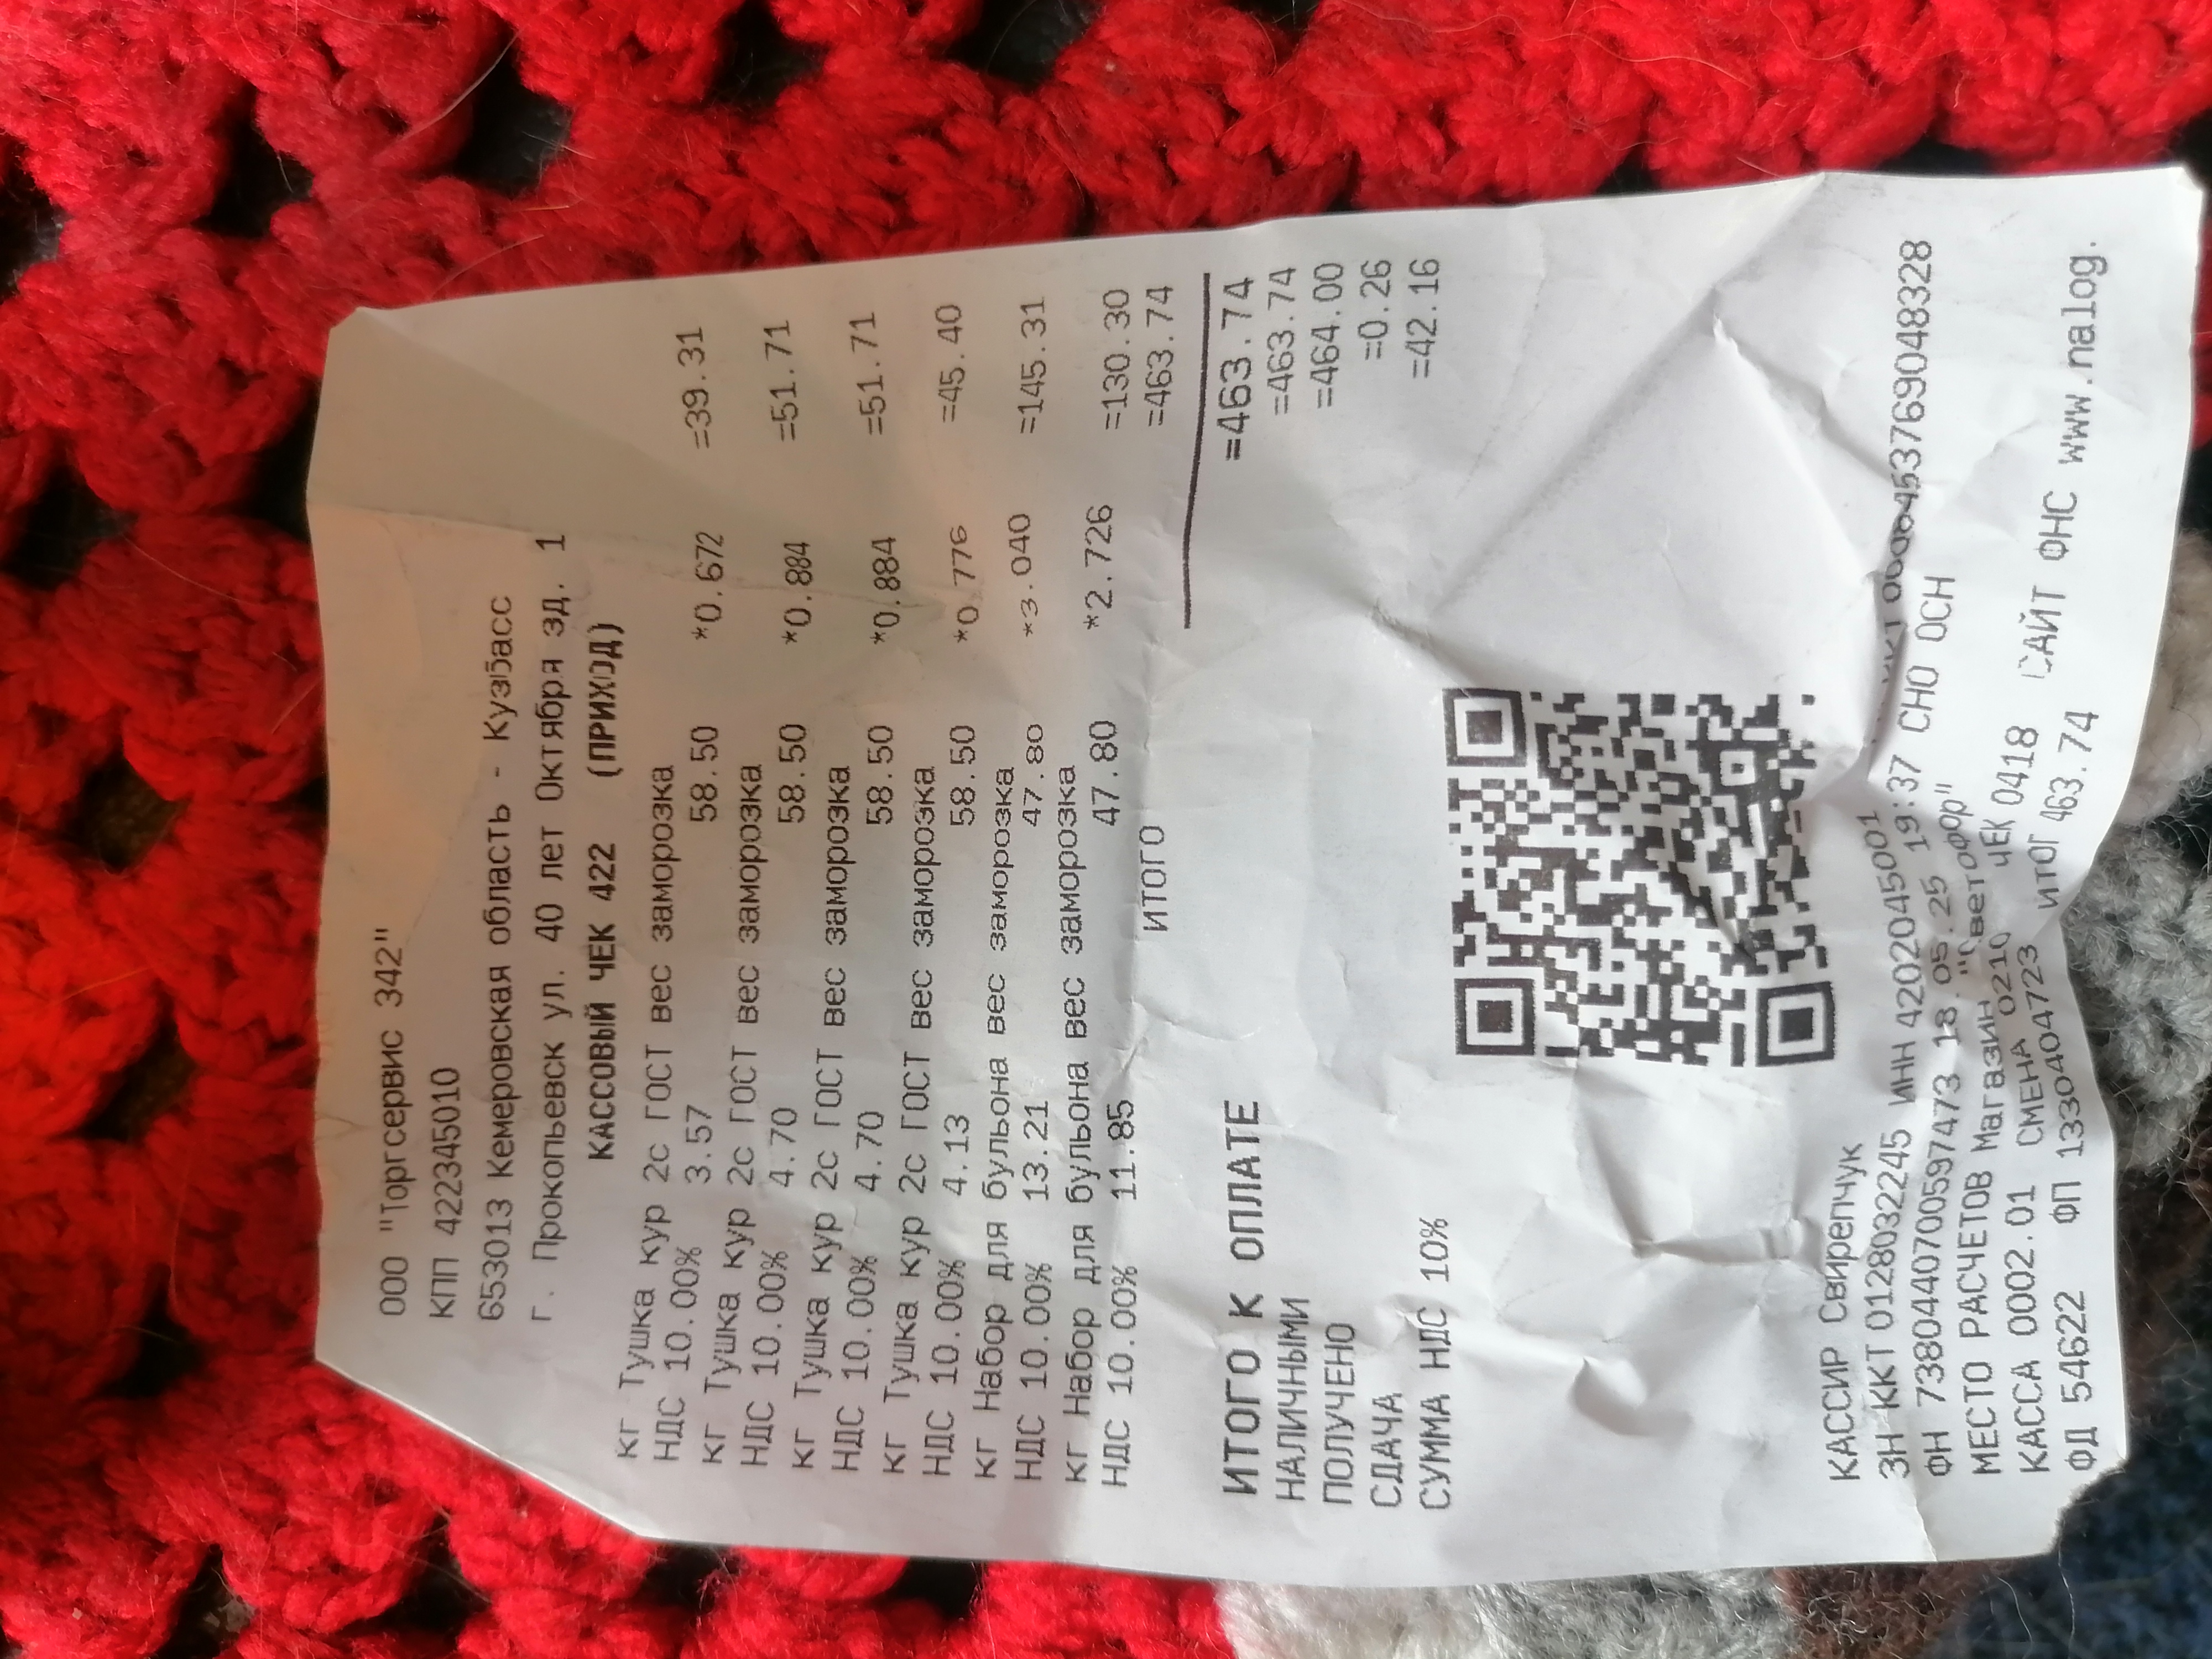 ООО "Торгсервис 342"
КПП 422345010
653013 Кемеровская область - Кузбасс
г. Прокопьевск ул. 40 лет Октября зд. 1
КАССОВЫЙ ЧЕК 422 (ПРИХОД)
кг Тушка кур 2с ГОСТ вес заморозка
58.50 *0.672 =39.31
НДС 10.00% 3.57
кг Тушка кур 2с ГОСТ вес заморозка
58.50 *0.884 =51.71
НДС 10.00% 4.70
кг Тушка кур 2с ГОСТ вес заморозка
58.50 *0.884 =51.71
НДС 10.00% 4.70
кг Тушка кур 2с ГОСТ вес заморозка
58.50 *0.776 =45.40
НДС 10.00% 4.13
кг Набор для бульона вес заморозка
47.80 *3.040 =145.31
НДС 10.00% 13.21
кг Набор для бульона вес заморозка
47.80 *2.726 =130.30
НДС 10.00% 11.85
ИТОГО =463.74
ИТОГО К ОПЛАТЕ =463.74
НАЛИЧНЫМИ =463.74
ПОЛУЧЕНО =464.00
СДАЧА =0.26
СУММА НДС 10% =42.16
КАССИР Свирепчук
ЗН ККТ 012803224 5 ИНН 4202045001
ФН 7380440700597473 18.05.25 19:37 СНО ОСН
МЕСТО РАСЧЕТОВ Магазин "Светофор"
КАССА 0002.01 СМЕНА 0210 ЧЕК 0418 САЙТ ФНС www.nalog.
ФД 54622 ФП 1330404723 ИТОГ 463.74